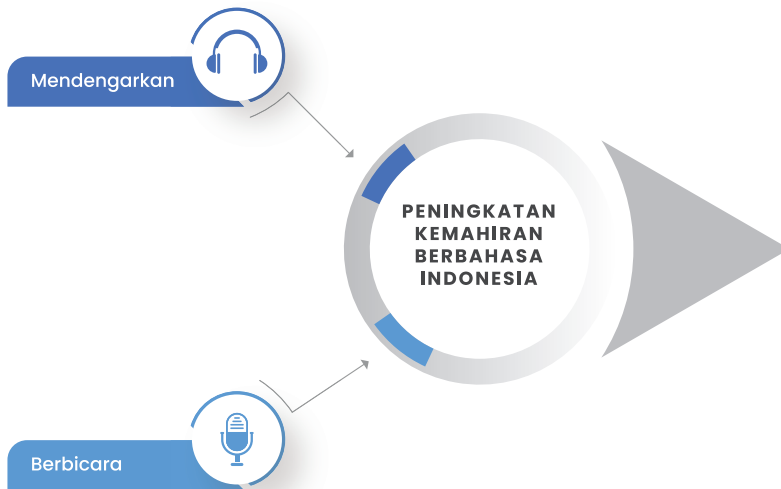 Mendengarkan
PENINGKATAN
KEMAHIRAN
BERBAHASA
INDONESIA
Berbicara